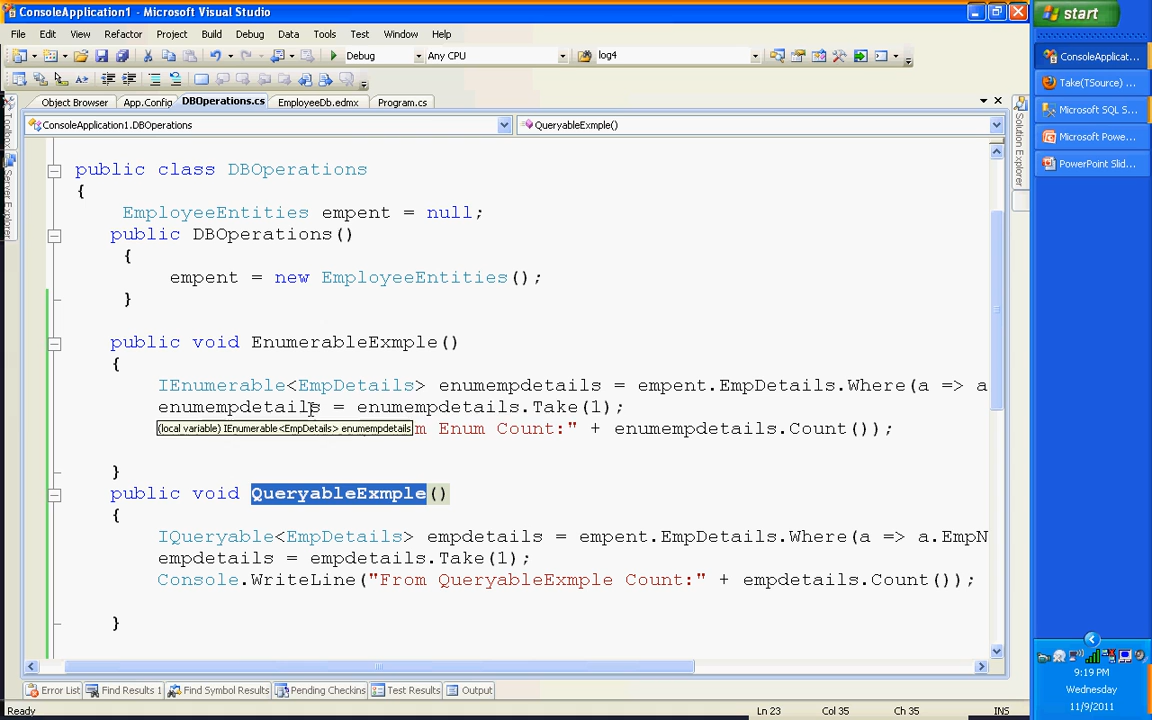 ConsoleApplication1 - Microsoft Visual Studio
start
File Edit View Refactor Project Build Debug Data Tools Test Window Help
ConsoleApplicat...
Debug Any CPU log4
Take(TSource) ...
Object Browser App.Config DBOperations.cs EmployeeDb.edmx Program.cs
Microsoft SQL S...
ConsoleApplication1.DBOperations QueryableExmple()
Microsoft Powe...
PowerPoint Slid...
Toolbox
Server Explorer
Solution Explorer
public class DBOperations
{
EmployeeEntities empent = null;
public DBOperations()
{
empent = new EmployeeEntities();
}
public void EnumerableExmple()
{
IEnumerable<EmpDetails> enumempdetails = empent.EmpDetails.Where(a => a
enumempdetails = enumempdetails.Take(1);
(local variable) IEnumerable<EmpDetails> enumempdetails
m Enum Count:" + enumempdetails.Count());
}
public void QueryableExmple()
{
IQueryable<EmpDetails> empdetails = empent.EmpDetails.Where(a => a.EmpN
empdetails = empdetails.Take(1);
Console.WriteLine("From QueryableExmple Count:" + empdetails.Count());
}
Error List Find Results 1 Find Symbol Results Pending Checkins Test Results Output
Ready Ln 23 Col 35 Ch 35 INS
9:19 PM
Wednesday
11/9/2011